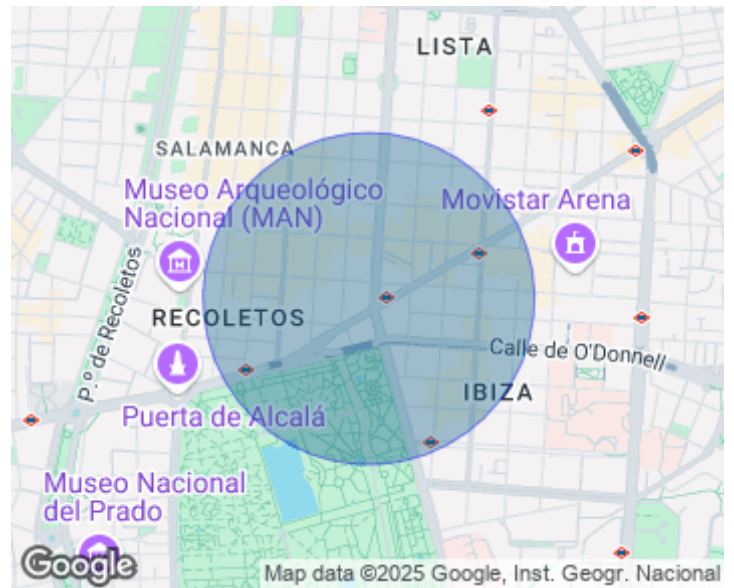 LISTA
SALAMANCA
Museo Arqueológico
Nacional (MAN)
Movistar Arena
P.º de Recoletos
RECOLETOS
Calle de O'Donnell
IBIZA
Puerta de Alcalá
Museo Nacional
del Prado
Google
Map data ©2025 Google, Inst. Geogr. Nacional